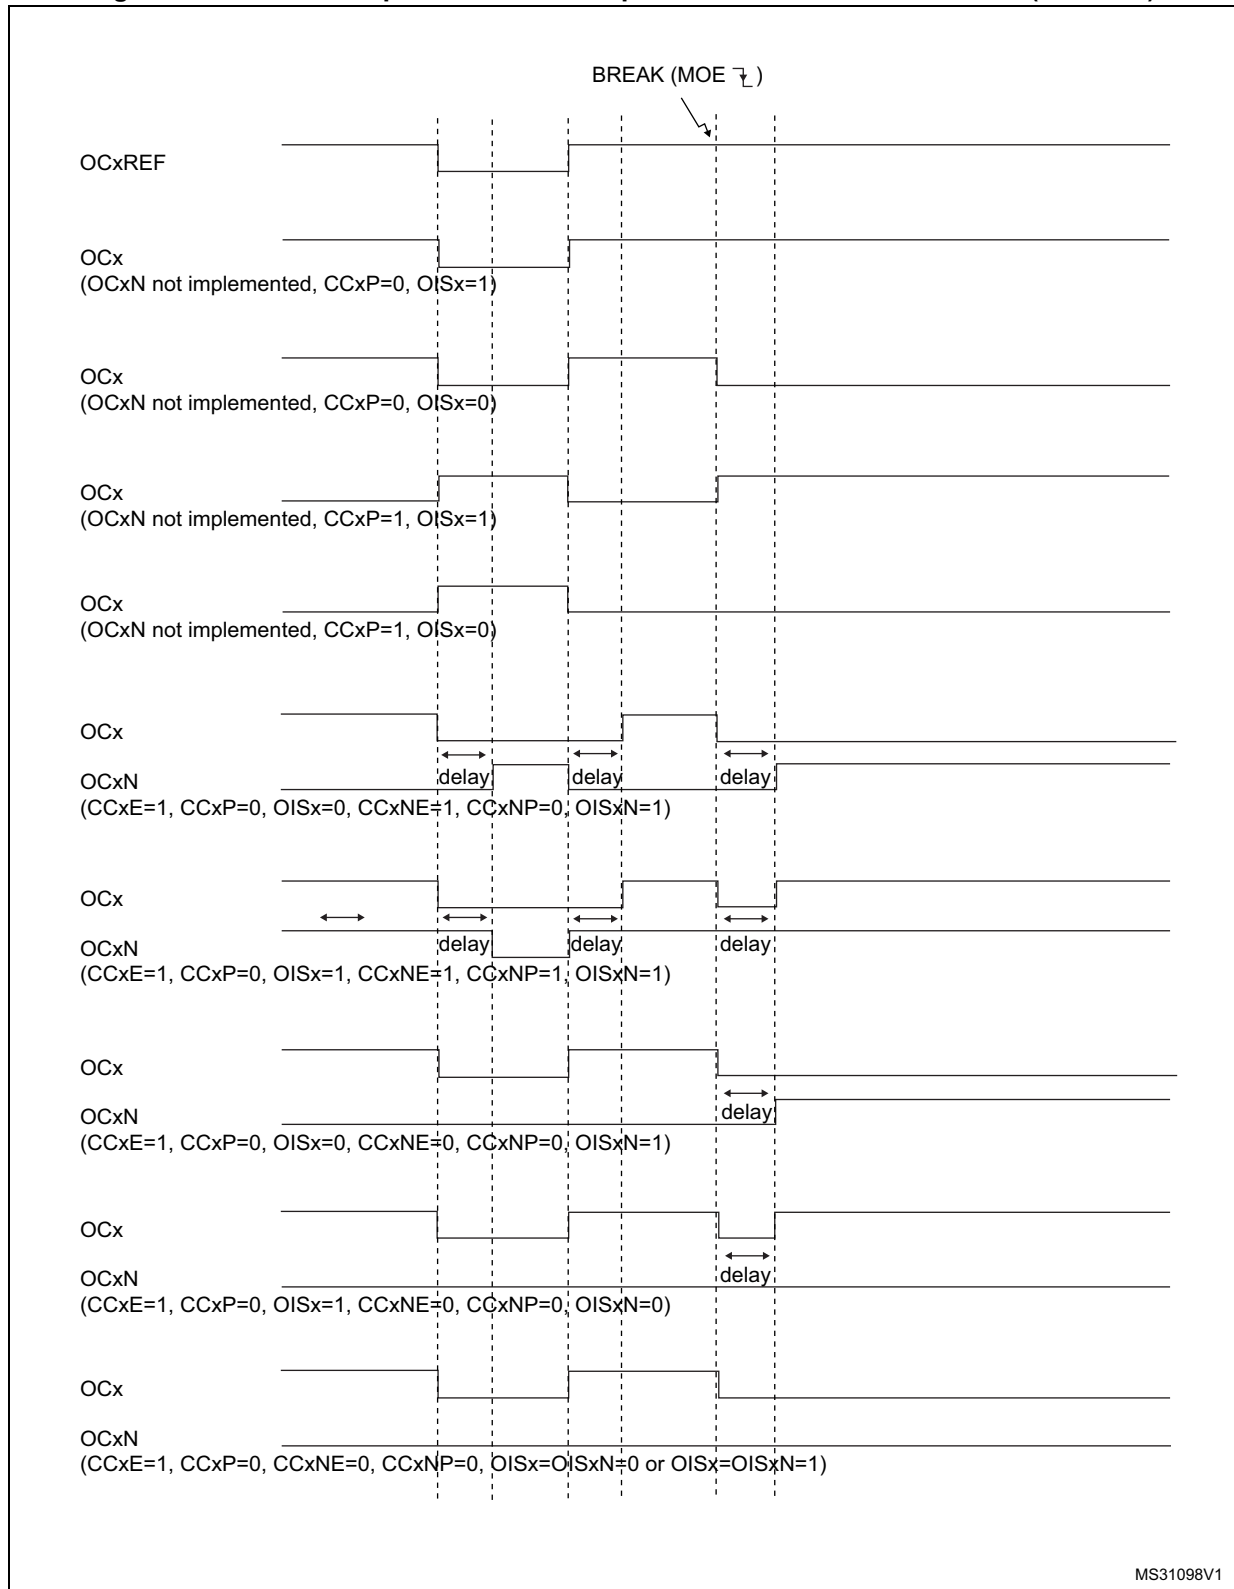 BREAK (MOE )
OCxREF
OCx
(OCxN not implemented, CCxP=0, OISx=1)
OCx
(OCxN not implemented, CCxP=0, OISx=0)
OCx
(OCxN not implemented, CCxP=1, OISx=1)
OCx
(OCxN not implemented, CCxP=1, OISx=0)
OCx
delay delay delay
OCxN
(CCxE=1, CCxP=0, OISx=0, CCxNE=1, CCxNP=0, OISxN=1)
OCx
delay delay delay
OCxN
(CCxE=1, CCxP=0, OISx=1, CCxNE=1, CCxNP=1, OISxN=1)
OCx
delay
OCxN
(CCxE=1, CCxP=0, OISx=0, CCxNE=0, CCxNP=0, OISxN=1)
OCx
delay
OCxN
(CCxE=1, CCxP=0, OISx=1, CCxNE=0, CCxNP=0, OISxN=0)
OCx
OCxN
(CCxE=1, CCxP=0, CCxNE=0, CCxNP=0, OISx=OISxN=0 or OISx=OISxN=1)
MS31098V1